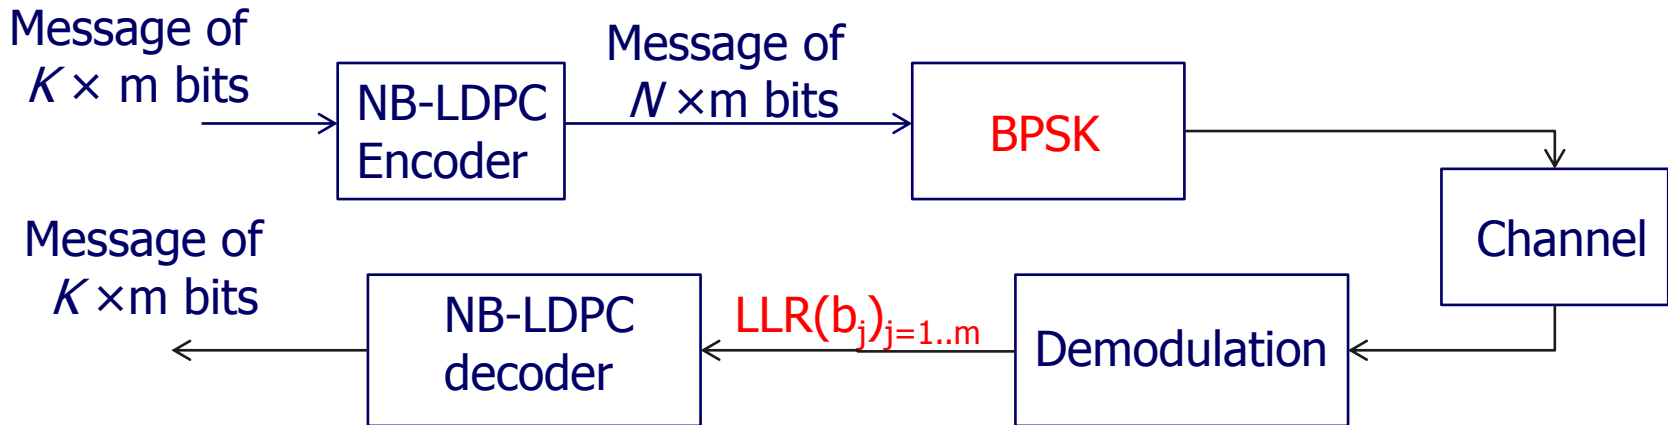 Message of
K × m bits
NB-LDPC
Encoder
Message of
N ×m bits
BPSK
Channel
Message of
K ×m bits
NB-LDPC
decoder
LLR(b_j)_{j=1..m}
Demodulation